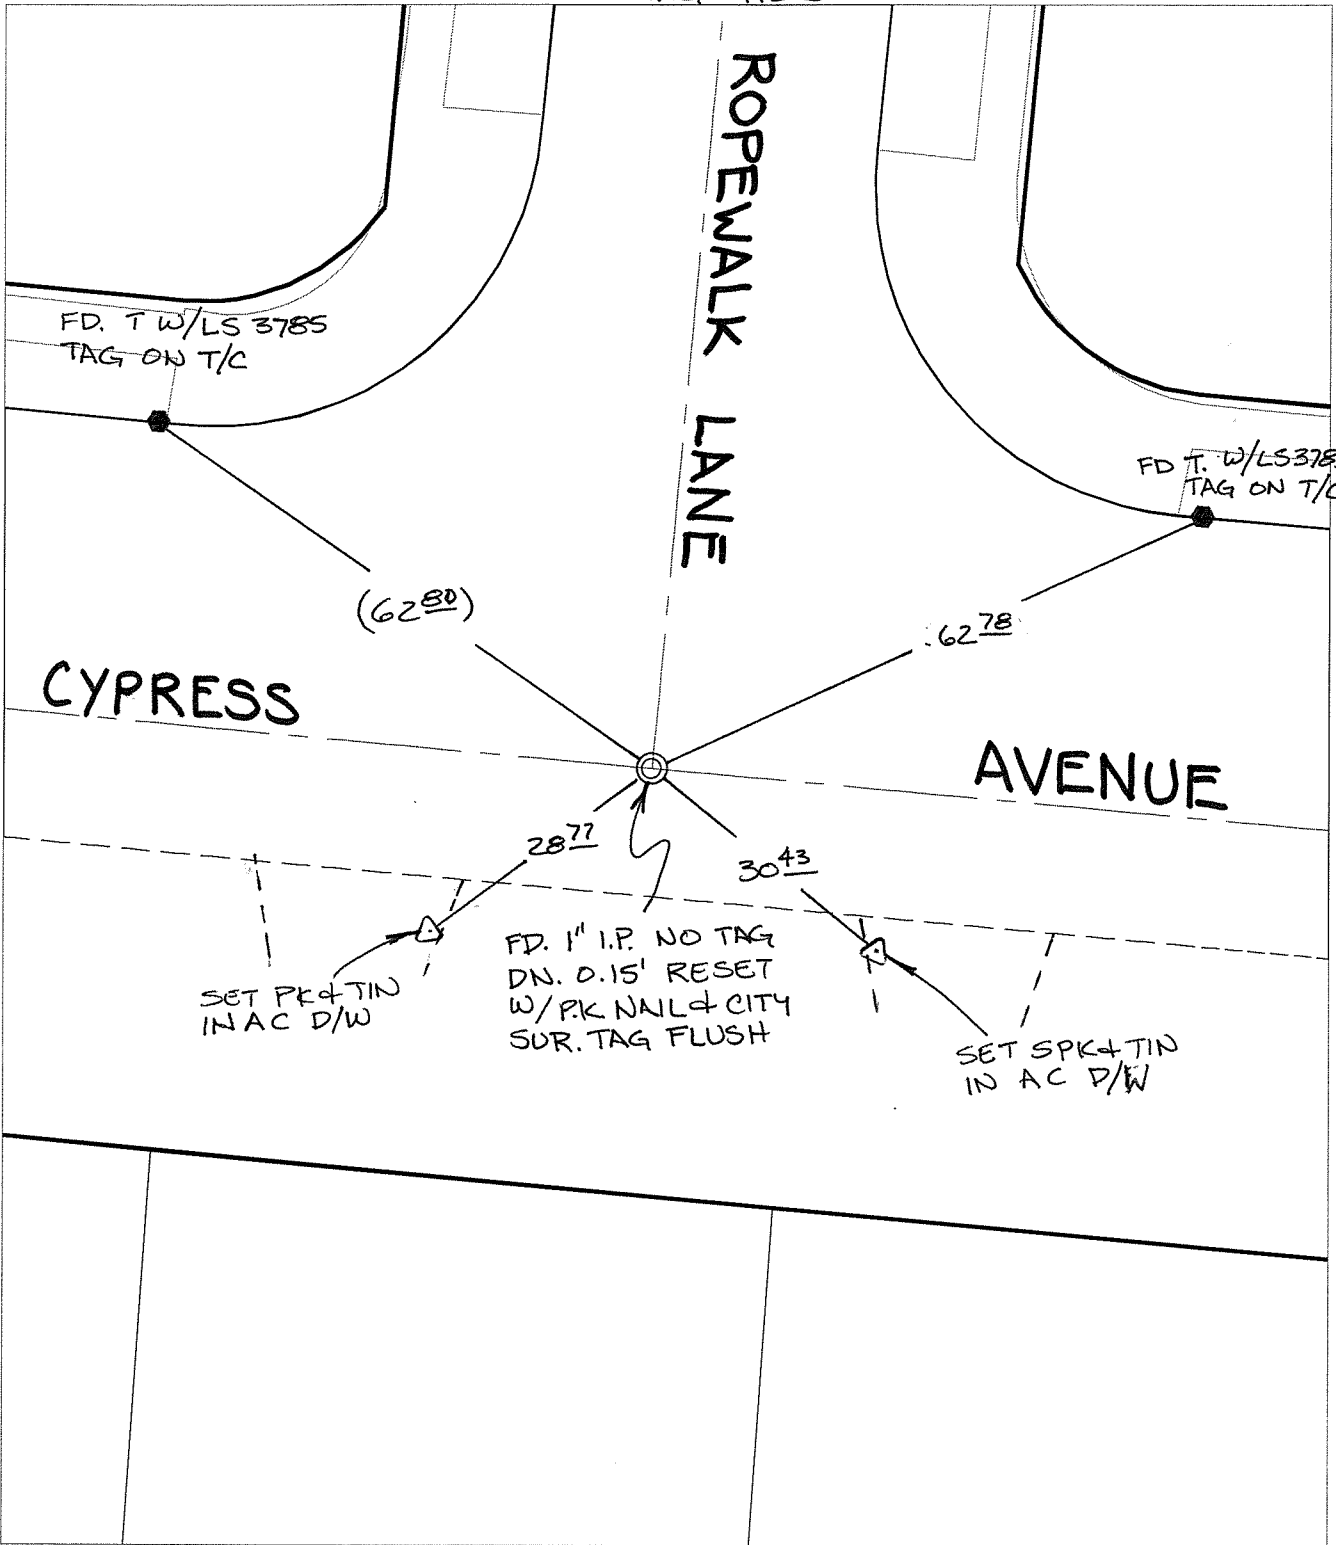 ROPEWALK LANE
FD. T W/LS 3785
TAG ON T/C
FD T. W/LS378
TAG ON T/C
(62 80)
62 78
CYPRESS
AVENUE
28 77
30 43
FD. 1" I.P. NO TAG
DN. 0.15' RESET
W/ P.K. NAIL & CITY
SUR. TAG FLUSH
SET PK & TIN
IN AC D/W
SET SPK & TIN
IN AC D/W